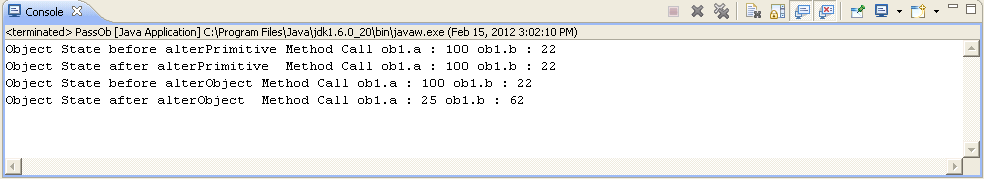 Console
<terminated> PassOb [Java Application] C:\Program Files\Java\jdk1.6.0_20\bin\javaw.exe (Feb 15, 2012 3:02:10 PM)
Object State before alterPrimitive Method Call ob1.a : 100 ob1.b : 22
Object State after alterPrimitive  Method Call ob1.a : 100 ob1.b : 22
Object State before alterObject Method Call ob1.a : 100 ob1.b : 22
Object State after alterObject  Method Call ob1.a : 25 ob1.b : 62